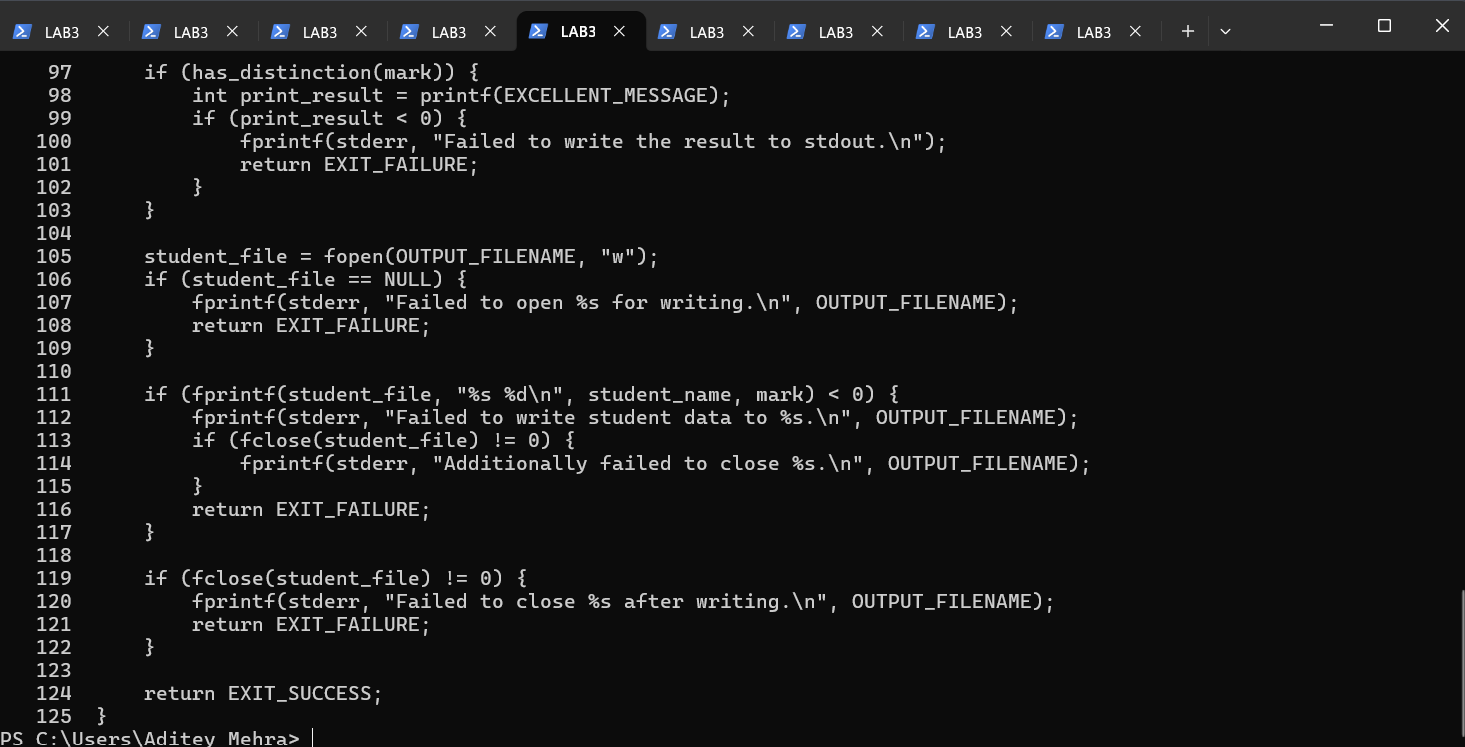 LAB3 LAB3 LAB3 LAB3 LAB3 LAB3 LAB3 LAB3 LAB3
97      if (has_distinction(mark)) {
98          int print_result = printf(EXCELLENT_MESSAGE);
99          if (print_result < 0) {
100              fprintf(stderr, "Failed to write the result to stdout.\n");
101              return EXIT_FAILURE;
102          }
103      }
104
105      student_file = fopen(OUTPUT_FILENAME, "w");
106      if (student_file == NULL) {
107          fprintf(stderr, "Failed to open %s for writing.\n", OUTPUT_FILENAME);
108          return EXIT_FAILURE;
109      }
110
111      if (fprintf(student_file, "%s %d\n", student_name, mark) < 0) {
112          fprintf(stderr, "Failed to write student data to %s.\n", OUTPUT_FILENAME);
113          if (fclose(student_file) != 0) {
114              fprintf(stderr, "Additionally failed to close %s.\n", OUTPUT_FILENAME);
115          }
116          return EXIT_FAILURE;
117      }
118
119      if (fclose(student_file) != 0) {
120          fprintf(stderr, "Failed to close %s after writing.\n", OUTPUT_FILENAME);
121          return EXIT_FAILURE;
122      }
123
124      return EXIT_SUCCESS;
125  }
PS C:\Users\Aditey Mehra>